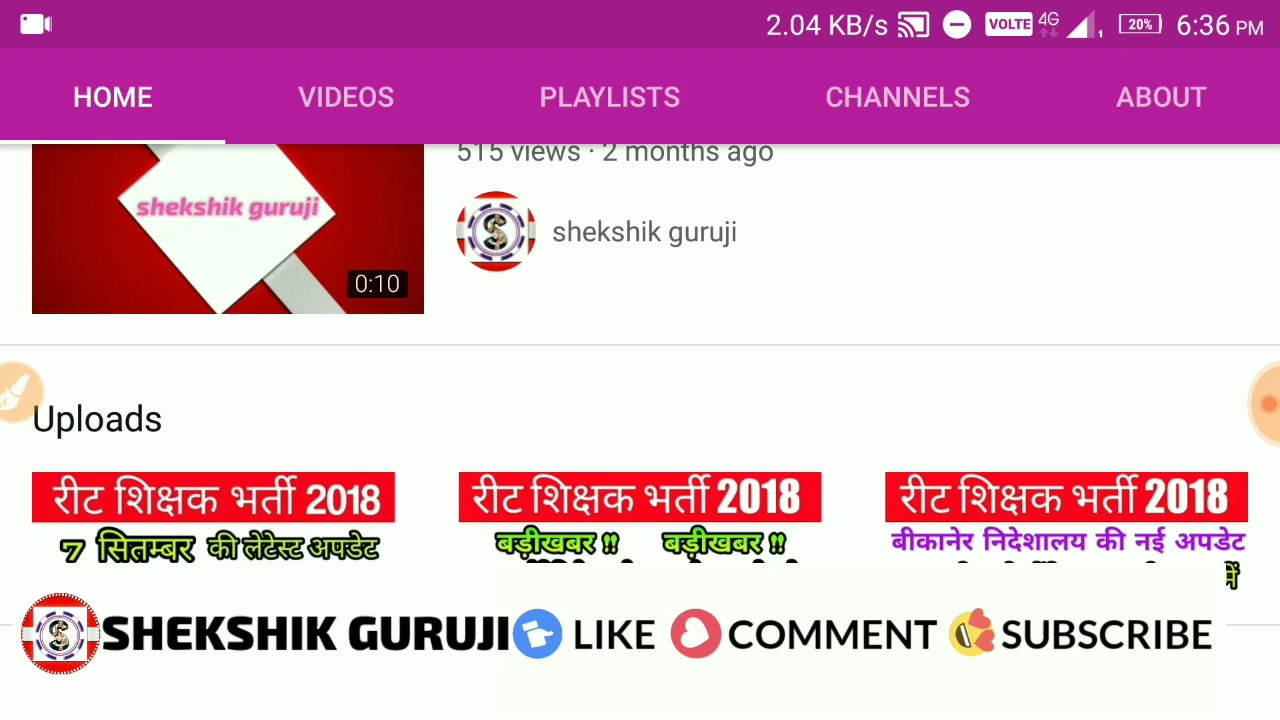 2.04 KB/s VOLTE 4G 20% 6:36 PM
HOME VIDEOS PLAYLISTS CHANNELS ABOUT
515 views · 2 months ago
shekshik guruji
shekshik guruji
0:10
Uploads
रीट शिक्षक भर्ती 2018
7 सितम्बर की लेटेस्ट अपडेट
रीट शिक्षक भर्ती 2018
बड़ीखबर !! बड़ीखबर !!
रीट शिक्षक भर्ती 2018
बीकानेर निदेशालय की नई अपडेट
में
SHEKSHIK GURUJI LIKE COMMENT SUBSCRIBE